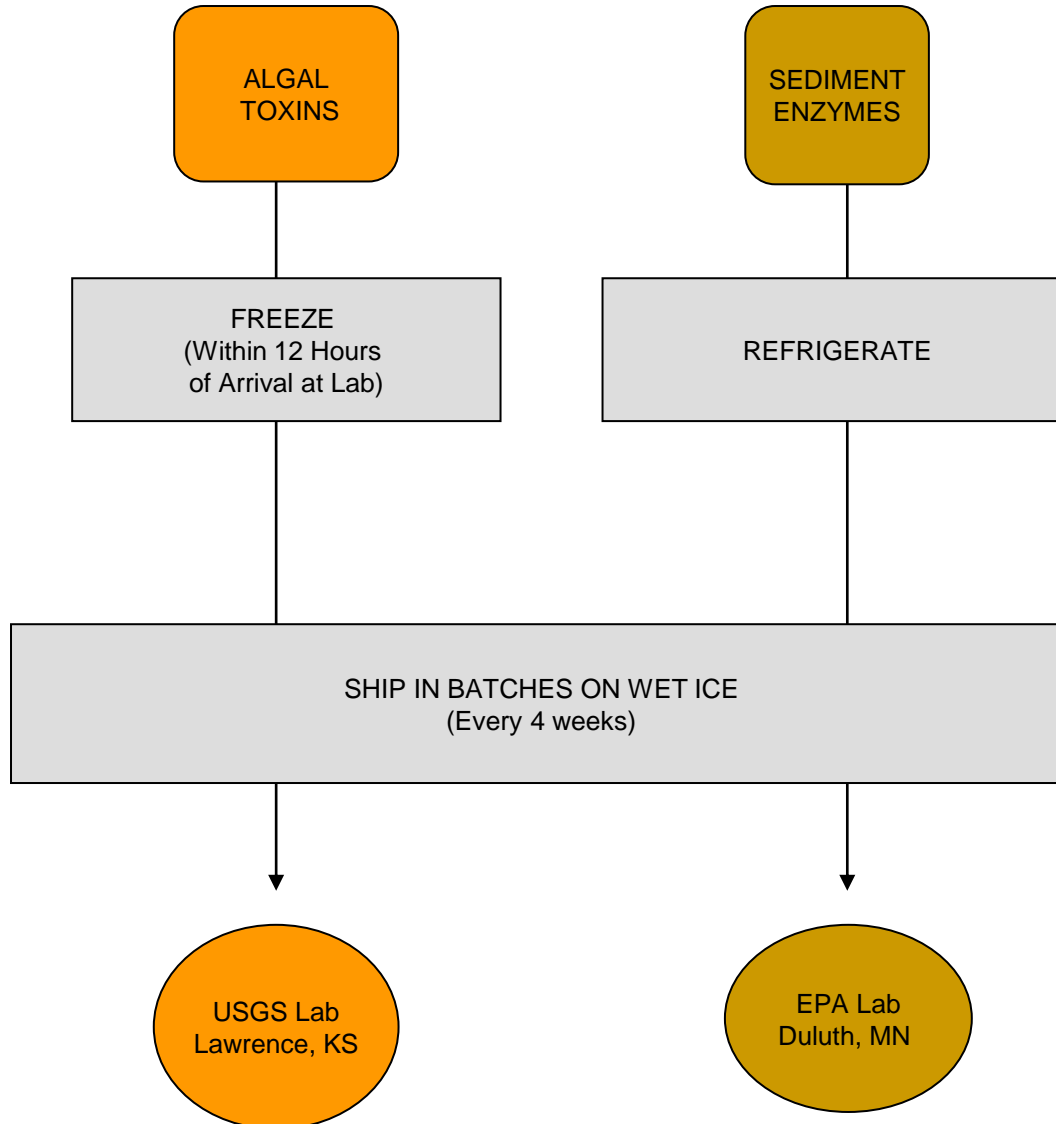 ALGAL
TOXINS
SEDIMENT
ENZYMES
FREEZE
(Within 12 Hours
of Arrival at Lab)
REFRIGERATE
SHIP IN BATCHES ON WET ICE
(Every 4 weeks)
USGS Lab
Lawrence, KS
EPA Lab
Duluth, MN